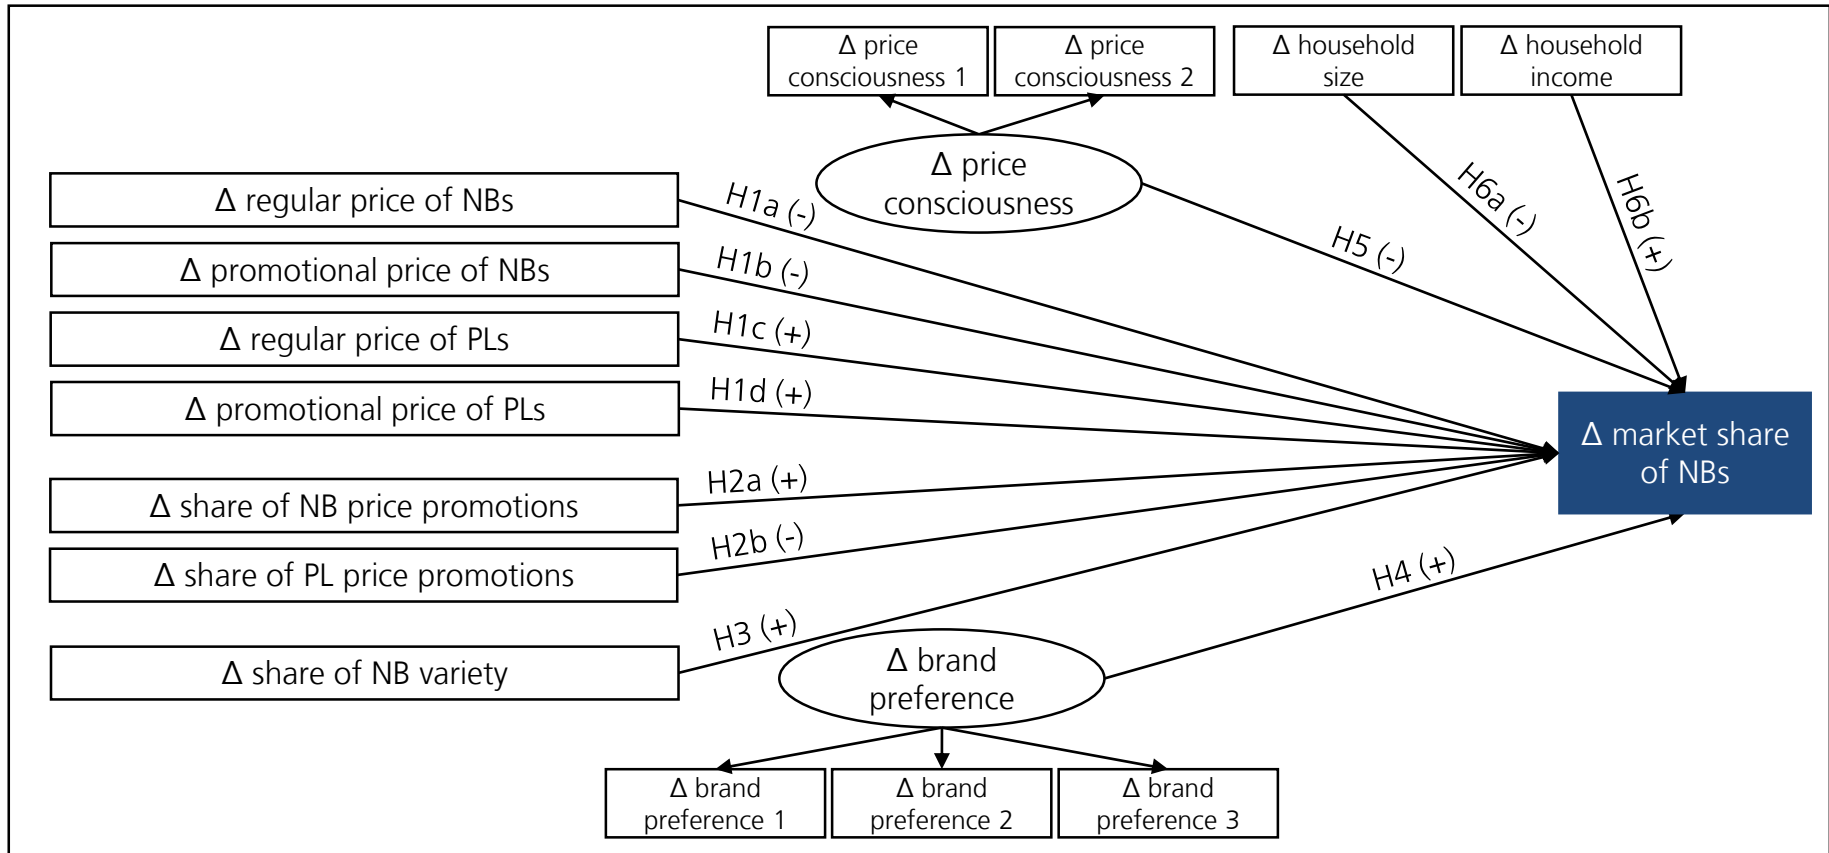 Δ price
consciousness 1
Δ price
consciousness 2
Δ household
size
Δ household
income
Δ price
consciousness
Δ regular price of NBs
Δ promotional price of NBs
Δ regular price of PLs
Δ promotional price of PLs
Δ share of NB price promotions
Δ share of PL price promotions
Δ share of NB variety
H1a (-)
H1b (-)
H1c (+)
H1d (+)
H2a (+)
H2b (-)
H3 (+)
H5 (-)
H6a (-)
H6b (+)
H4 (+)
Δ market share
of NBs
Δ brand
preference
Δ brand
preference 1
Δ brand
preference 2
Δ brand
preference 3